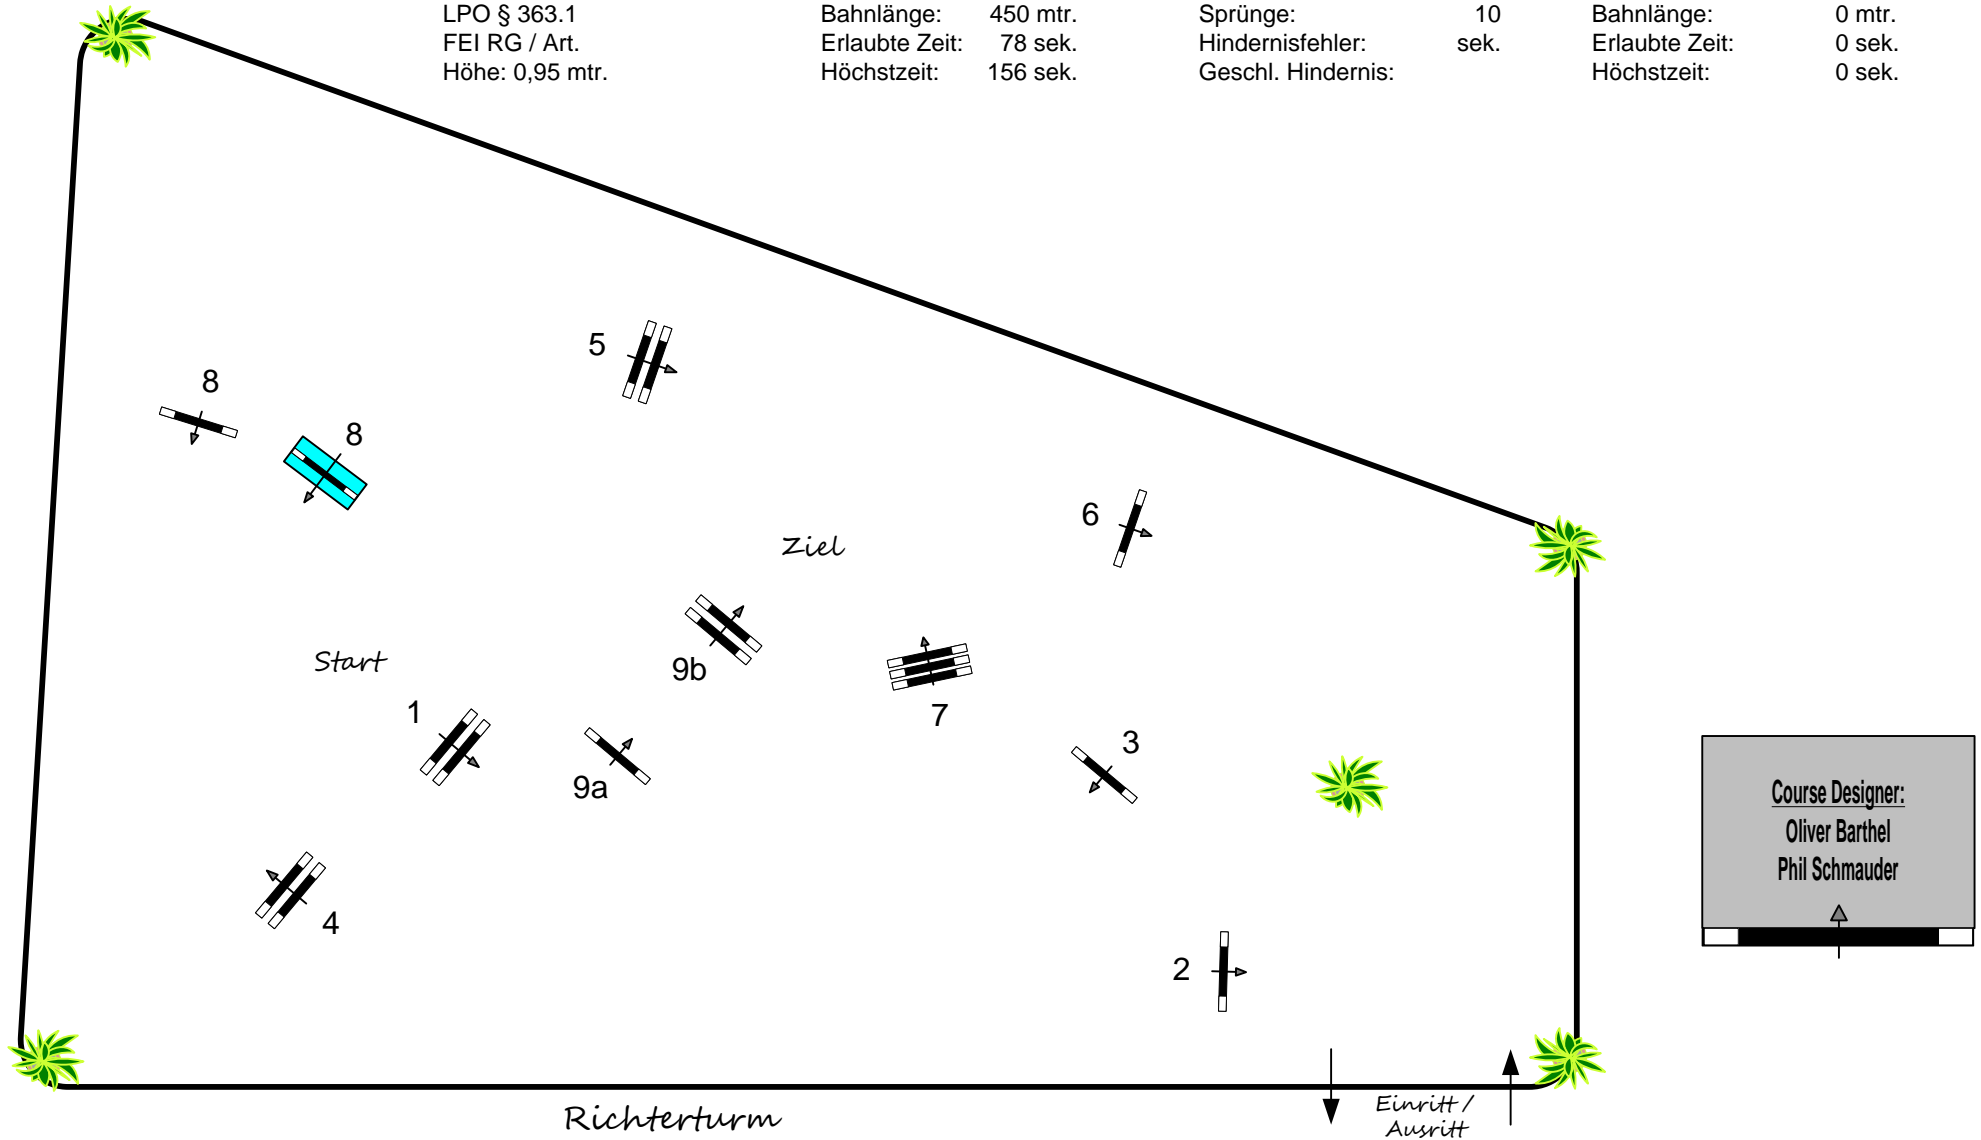 LPO § 363.1 Bahnlänge: 450 mtr. Sprünge: 10 Bahnlänge: 0 mtr.
FEI RG / Art. Erlaubte Zeit: 78 sek. Hindernisfehler: sek. Erlaubte Zeit: 0 sek.
Höhe: 0,95 mtr. Höchstzeit: 156 sek. Geschl. Hindernis: Höchstzeit: 0 sek.
5
8
8
6
Ziel
Start
9b
1
7
3
9a
Course Designer:
Oliver Barthel
Phil Schmauder
4
2
Richterturm
Einritt /
Ausritt